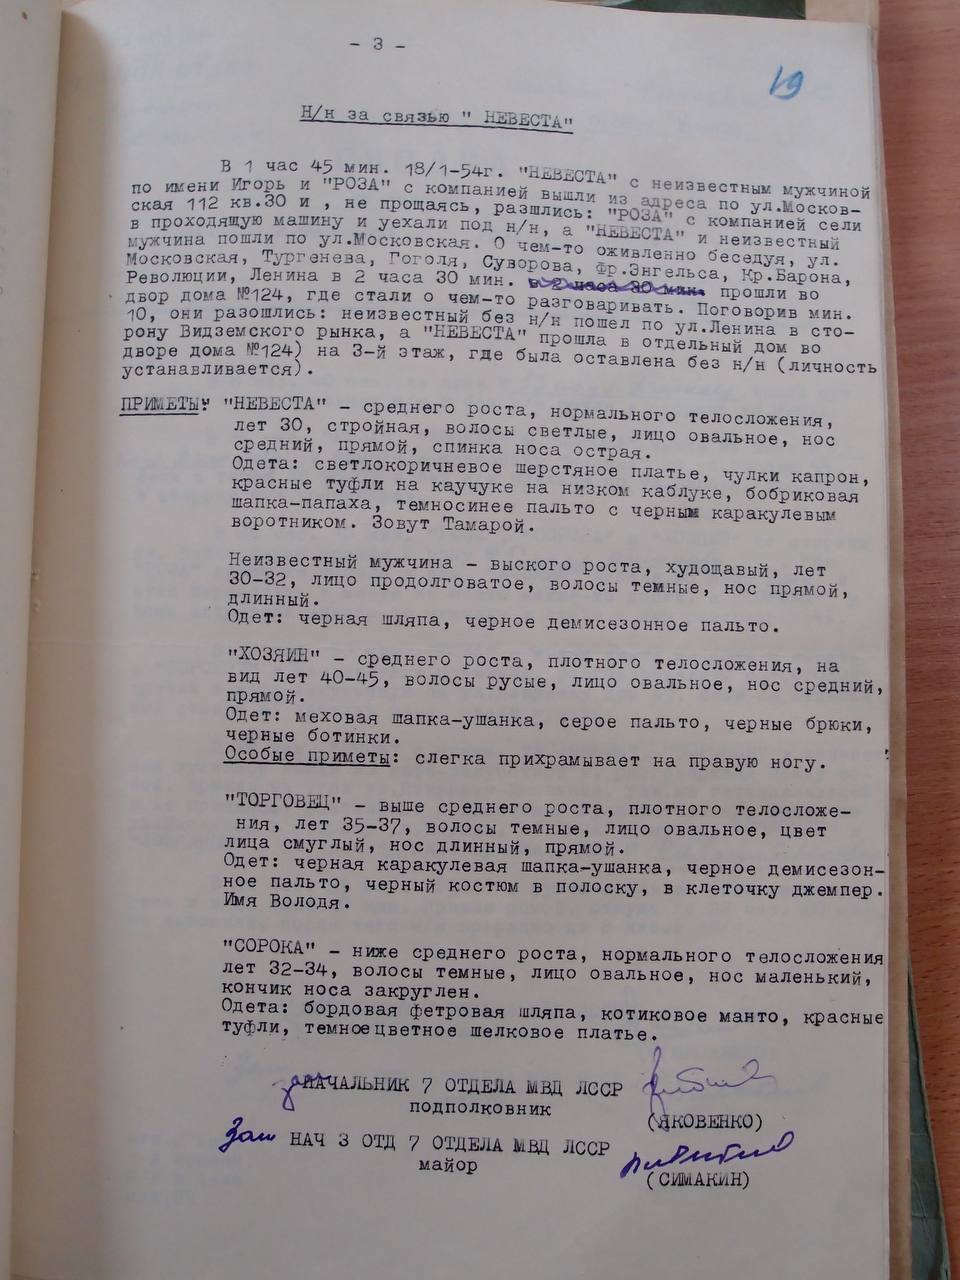 - 3 -
19
Н/н за связью " НЕВЕСТА"
В 1 час 45 мин. 18/1-54г. "НЕВЕСТА" с неизвестным мужчиной
по имени Игорь и "РОЗА" с компанией вышли из адреса по ул.Москов-
ская 112 кв.30 и , не прощаясь, разшлись: "РОЗА" с компанией сели
в проходящую машину и уехали под н/н, а "НЕВЕСТА" и неизвестный
мужчина пошли по ул.Московская. О чем-то оживленно беседуя, ул.
Московская, Тургенева, Гоголя, Суворова, Фр.Энгельса, Кр.Барона,
Революции, Ленина в 2 часа 30 мин. в 2 часа 30 мин. прошли во
двор дома №124, где стали о чем-то разговаривать. Поговорив мин.
10, они разошлись: неизвестный без н/н пошел по ул.Ленина в сто-
рону Видземского рынка, а "НЕВЕСТА" прошла в отдельный дом во
дворе дома №124) на 3-й этаж, где была оставлена без н/н (личность
устанавливается).
ПРИМЕТЫ: "НЕВЕСТА" - среднего роста, нормального телосложения,
лет 30, стройная, волосы светлые, лицо овальное, нос
средний, прямой, спинка носа острая.
Одета: светлокоричневое шерстяное платье, чулки капрон,
красные туфли на каучуке на низком каблуке, бобриковая
шапка-папаха, темносинее пальто с черным каракулевым
воротником. Зовут Тамарой.
Неизвестный мужчина - выского роста, худощавый, лет
30-32, лицо продолговатое, волосы темные, нос прямой,
длинный.
Одет: черная шляпа, черное демисезонное пальто.
"ХОЗЯИН" - среднего роста, плотного телосложения, на
вид лет 40-45, волосы русые, лицо овальное, нос средний,
прямой.
Одет: меховая шапка-ушанка, серое пальто, черные брюки,
черные ботинки.
Особые приметы: слегка прихрамывает на правую ногу.
"ТОРГОВЕЦ" - выше среднего роста, плотного телосложе-
ния, лет 35-37, волосы темные, лицо овальное, цвет
лица смуглый, нос длинный, прямой.
Одет: черная каракулевая шапка-ушанка, черное демисезон-
ное пальто, черный костюм в полоску, в клеточку джемпер.
Имя Володя.
"СОРОКА" - ниже среднего роста, нормального телосложения
лет 32-34, волосы темные, лицо овальное, нос маленький,
кончик носа закруглен.
Одета: бордовая фетровая шляпа, котиковое манто, красные
туфли, темноецветное шелковое платье.
зам НАЧАЛЬНИК 7 ОТДЕЛА МВД ЛССР
подполковник
(ЯКОВЕНКО)
Зам НАЧ 3 ОТД 7 ОТДЕЛА МВД ЛССР
майор
(СИМАКИН)